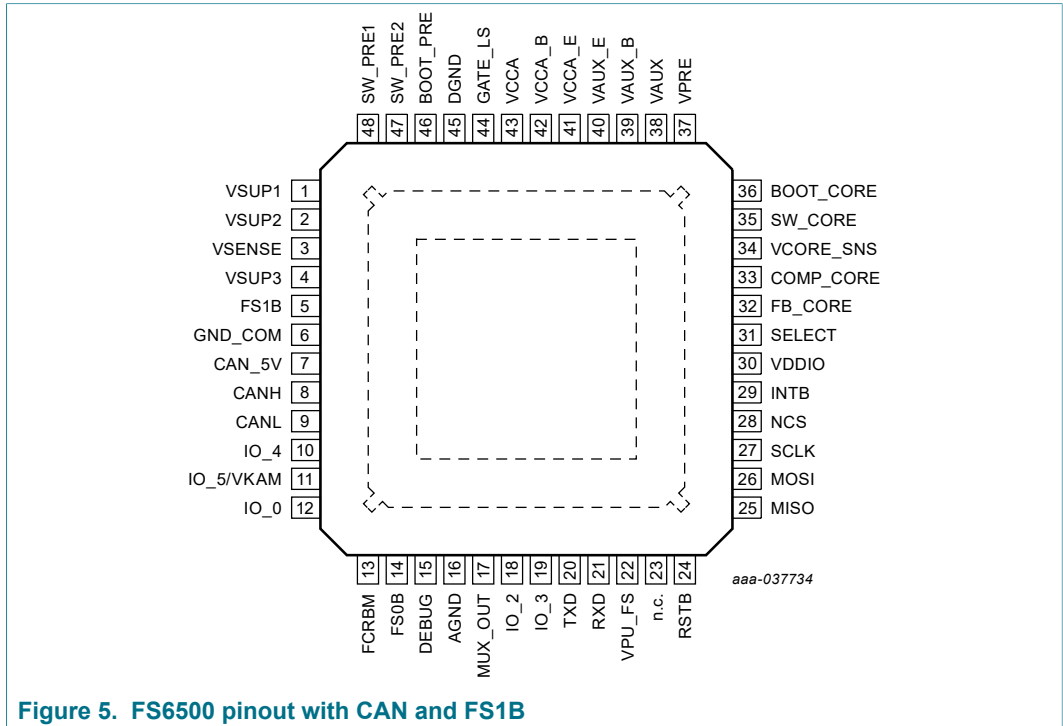 SW_PRE1
SW_PRE2
BOOT_PRE
DGND
GATE_LS
VCCA
VCCA_B
VCCA_E
VAUX_E
VAUX_B
VAUX
VPRE
48
47
46
45
44
43
42
41
40
39
38
37
VSUP1 1
VSUP2 2
VSENSE 3
VSUP3 4
FS1B 5
GND_COM 6
CAN_5V 7
CANH 8
CANL 9
IO_4 10
IO_5/VKAM 11
IO_0 12
36 BOOT_CORE
35 SW_CORE
34 VCORE_SNS
33 COMP_CORE
32 FB_CORE
31 SELECT
30 VDDIO
29 INTB
28 NCS
27 SCLK
26 MOSI
25 MISO
13
14
15
16
17
18
19
20
21
22
23
24
FCRBM
FS0B
DEBUG
AGND
MUX_OUT
IO_2
IO_3
TXD
RXD
VPU_FS
n.c.
RSTB
aaa-037734
Figure 5. FS6500 pinout with CAN and FS1B